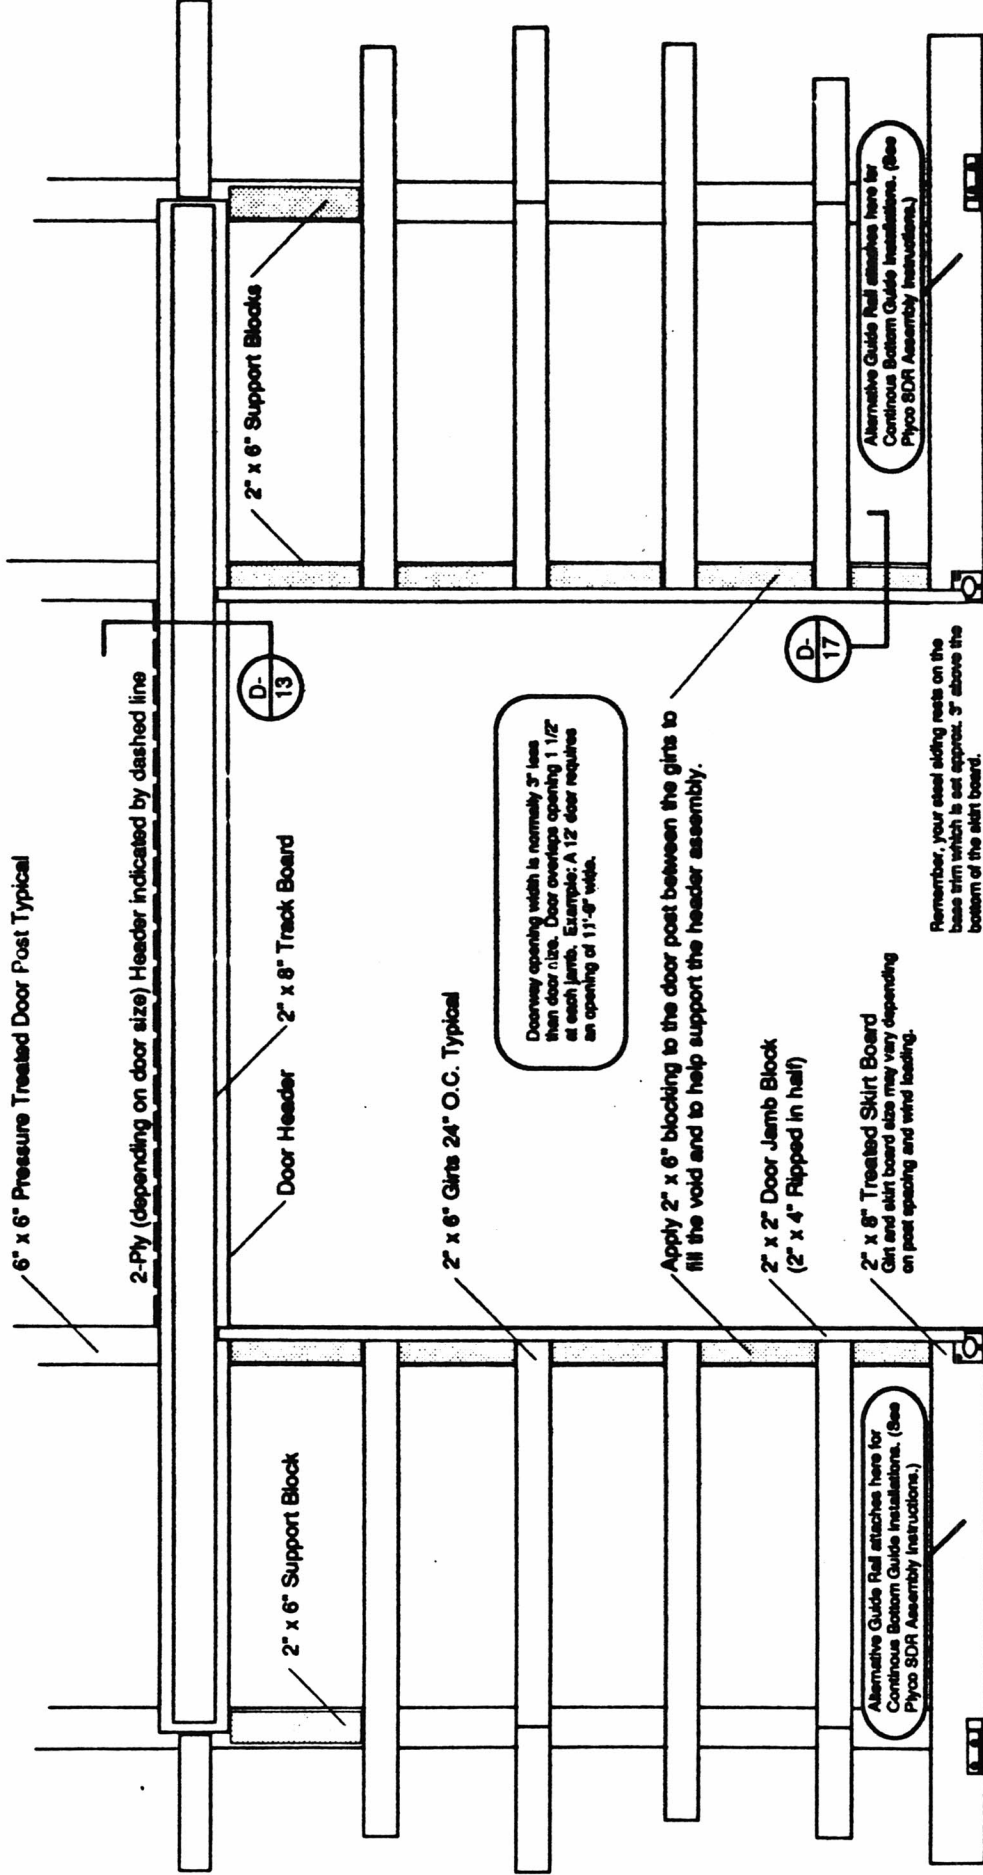 6" x 6" Pressure Treated Door Post Typical
2-Ply (depending on door size) Header indicated by dashed line
Door Header
2" x 8" Track Board
2" x 6" Support Block
2" x 6" Support Blocks
D-
13
2" x 6" Girts 24" O.C. Typical
Doorway opening width is normally 3" less
than door size. Door overlaps opening 1 1/2"
at each jamb. Example: A 12' door requires
an opening of 11'-9" wide.
Apply 2" x 6" blocking to the door post between the girts to
fill the void and to help support the header assembly.
2" x 2" Door Jamb Block
(2" x 4" Ripped in half)
D-
17
2" x 8" Treated Skirt Board
Girt and skirt board size may vary depending
on post spacing and wind loading.
Remember, your steel siding rests on the
base trim which is set approx. 3" above the
bottom of the skirt board.
Alternative Guide Rail attaches here for
Continous Bottom Guide Installations. (See
Plyco SDR Assembly Instructions.)
Alternative Guide Rail attaches here for
Continous Bottom Guide Installations. (See
Plyco SDR Assembly Instructions.)